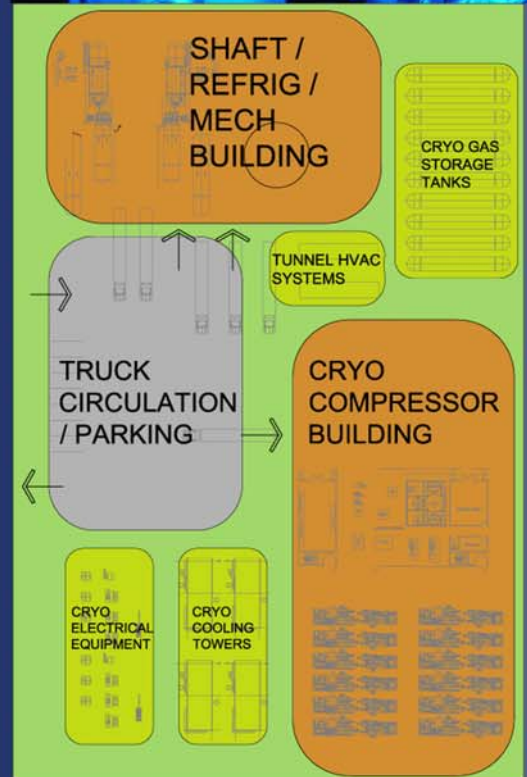 SHAFT /
REFRIG /
MECH
BUILDING
CRYO GAS
STORAGE
TANKS
TUNNEL HVAC
SYSTEMS
TRUCK
CIRCULATION
/ PARKING
CRYO
COMPRESSOR
BUILDING
CRYO
ELECTRICAL
EQUIPMENT
CRYO
COOLING
TOWERS